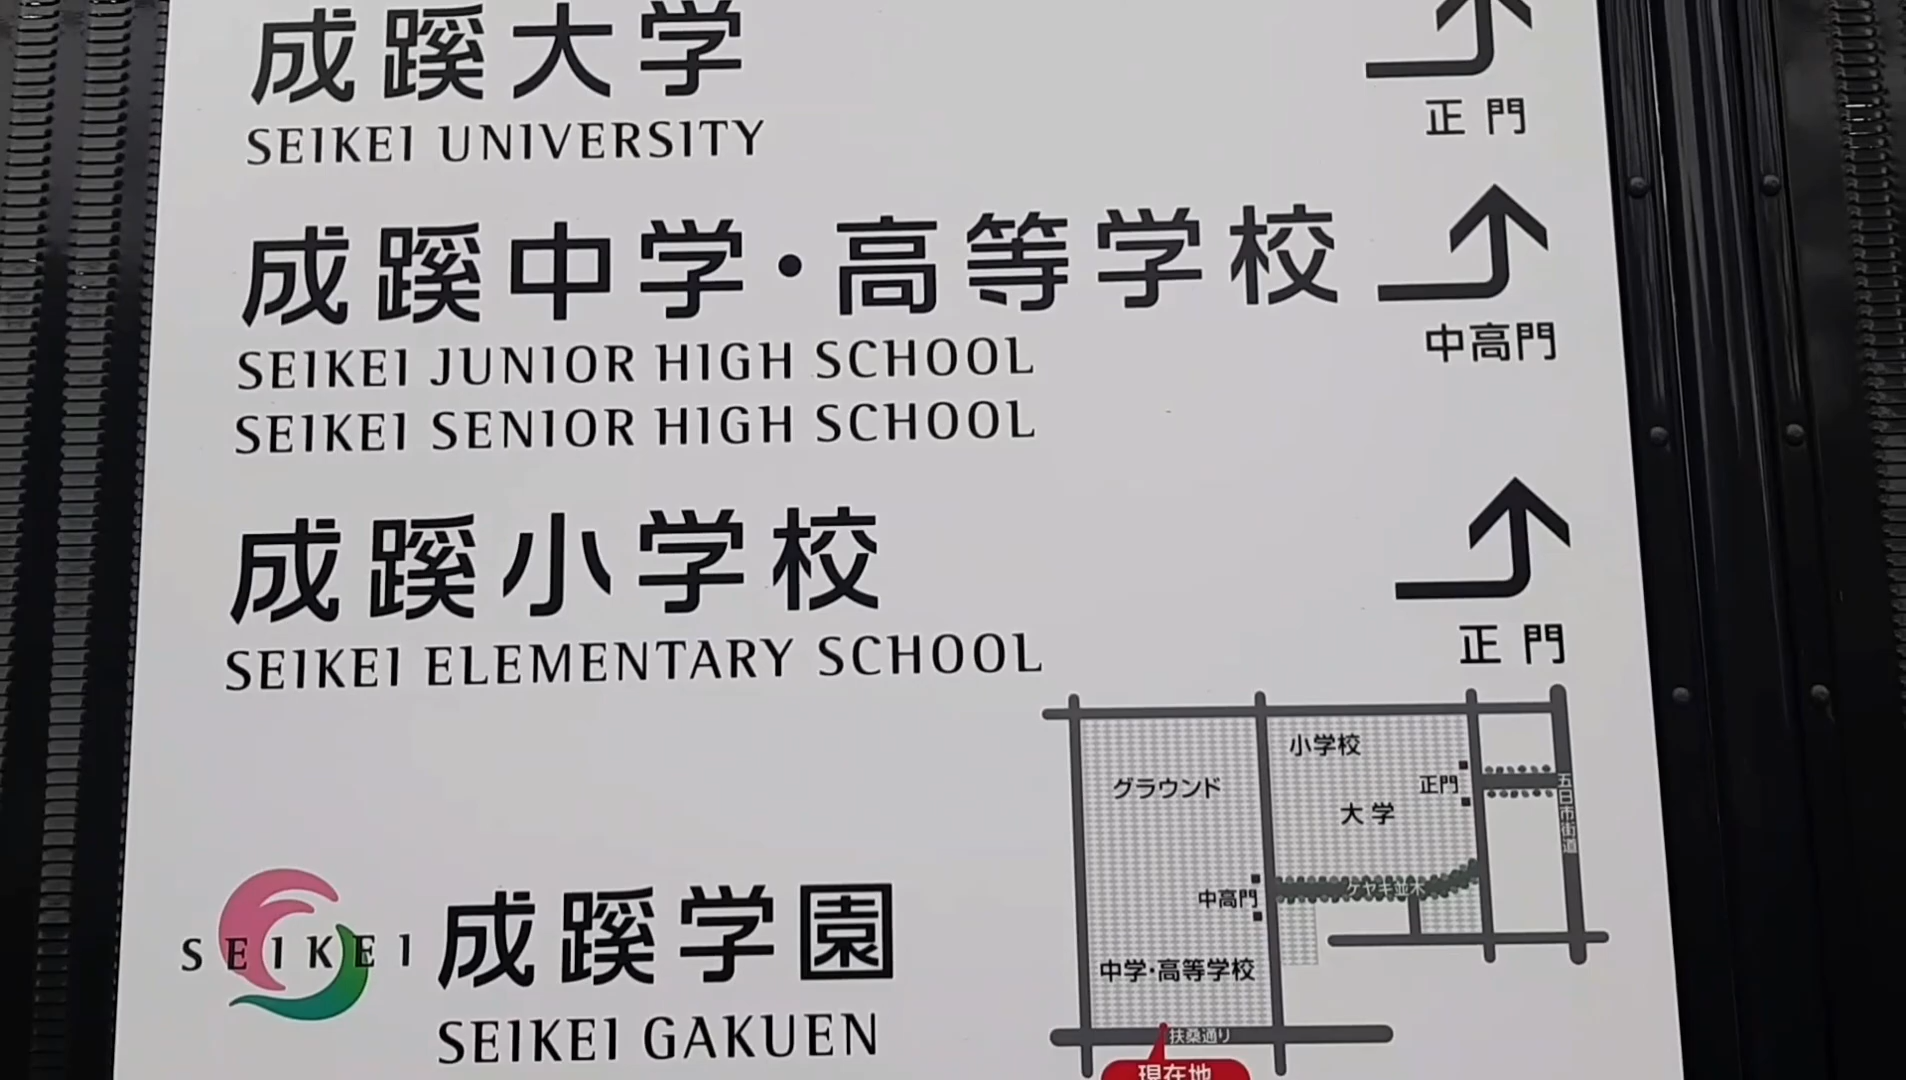 成蹊大学
SEIKEI UNIVERSITY
正門
成蹊中学・高等学校
SEIKEI JUNIOR HIGH SCHOOL
SEIKEI SENIOR HIGH SCHOOL
中高門
成蹊小学校
SEIKEI ELEMENTARY SCHOOL
正門
小学校
グラウンド
正門
大学
五日市街道
ケヤキ並木
中高門
中学・高等学校
扶桑通り
現在地
SEIKEI
成蹊学園
SEIKEI GAKUEN